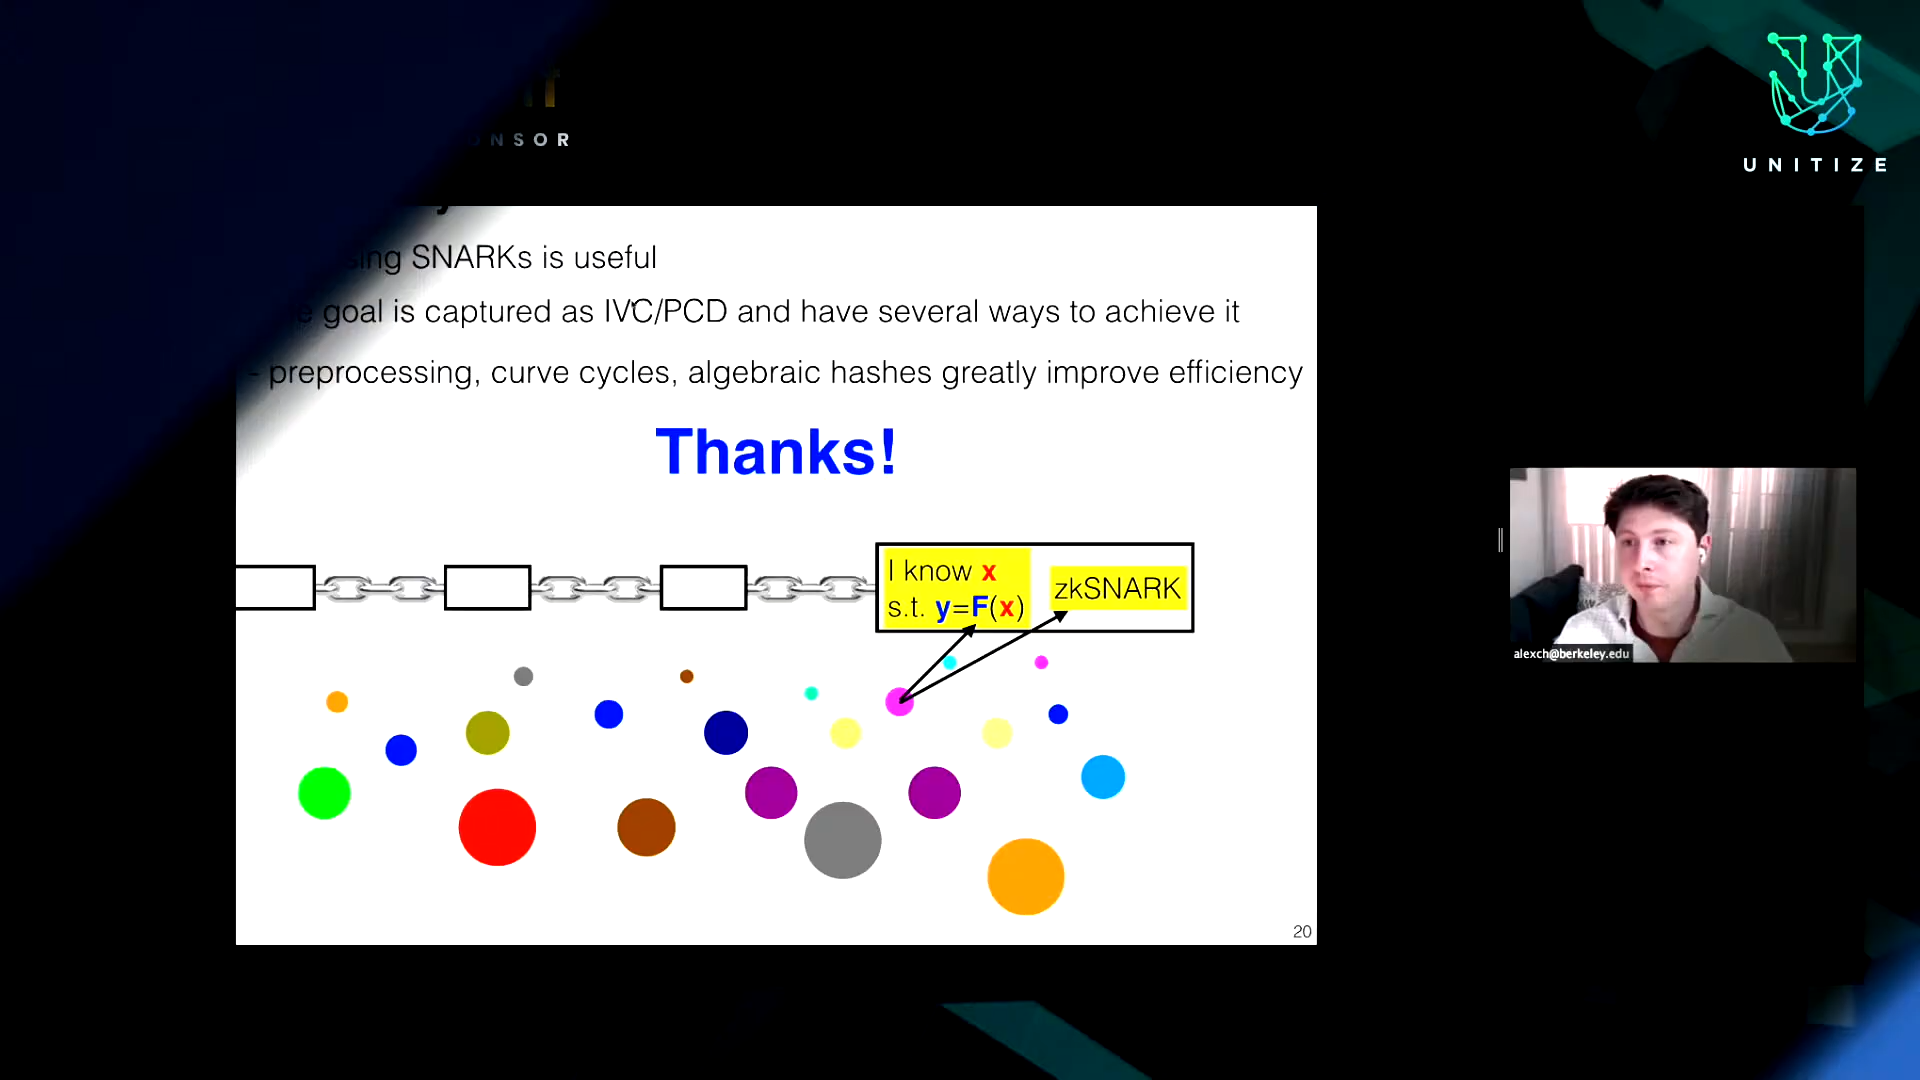 UNITIZE
SNARKs is useful
goal is captured as IVC/PCD and have several ways to achieve it
- preprocessing, curve cycles, algebraic hashes greatly improve efficiency
Thanks!
I know x
s.t. y=F(x)
zkSNARK
alexch@berkeley.edu
20